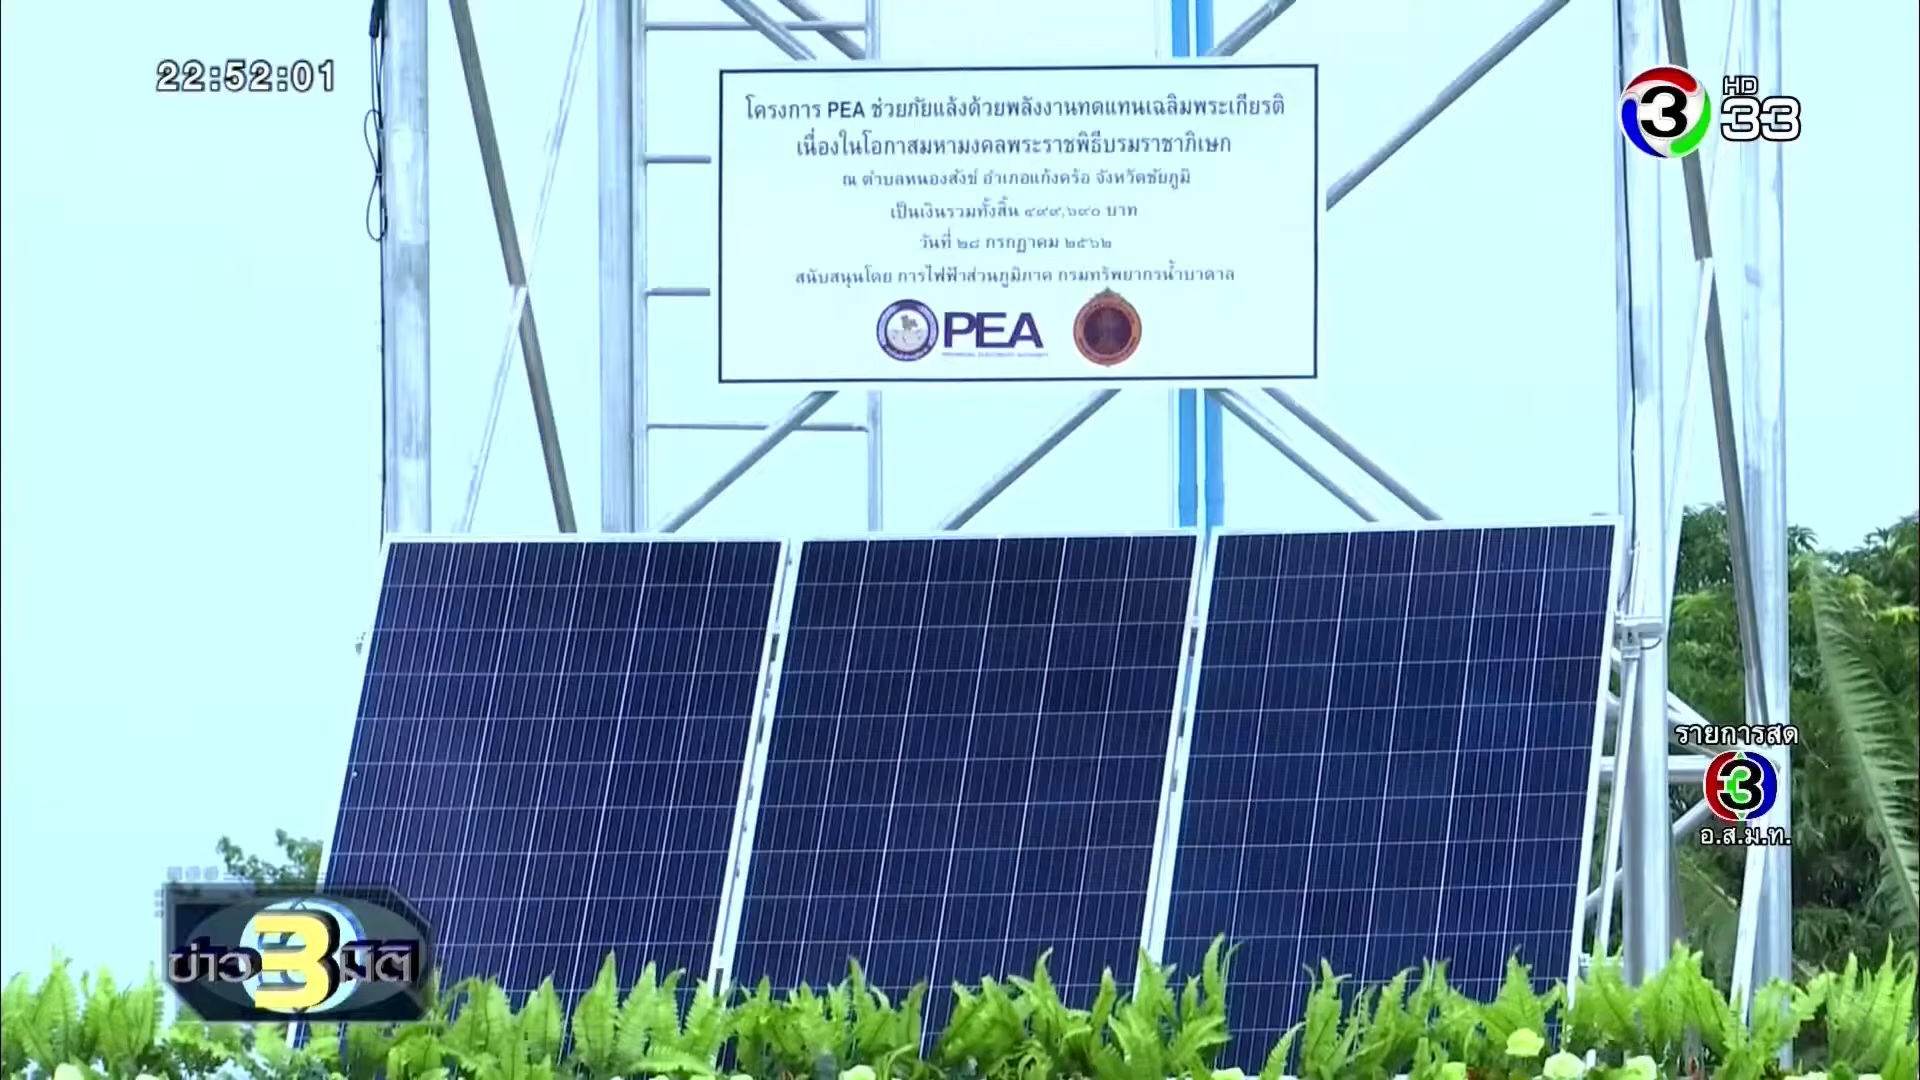 22:52:01
HD
3 33
โครงการ PEA ช่วยภัยแล้งด้วยพลังงานทดแทนเฉลิมพระเกียรติ
เนื่องในโอกาสมหามงคลพระราชพิธีบรมราชาภิเษก
ณ ตำบลหนองสังข์ อำเภอแก้งคร้อ จังหวัดชัยภูมิ
เป็นเงินรวมทั้งสิ้น ๔๙๙,๖๙๐ บาท
วันที่ ๒๘ กรกฎาคม ๒๕๖๒
สนับสนุนโดย การไฟฟ้าส่วนภูมิภาค กรมทรัพยากรน้ำบาดาล
PEA
PROVINCIAL ELECTRICITY AUTHORITY
รายการสด
3
อ.ส.ม.ท.
ข่าว 3 มิติ